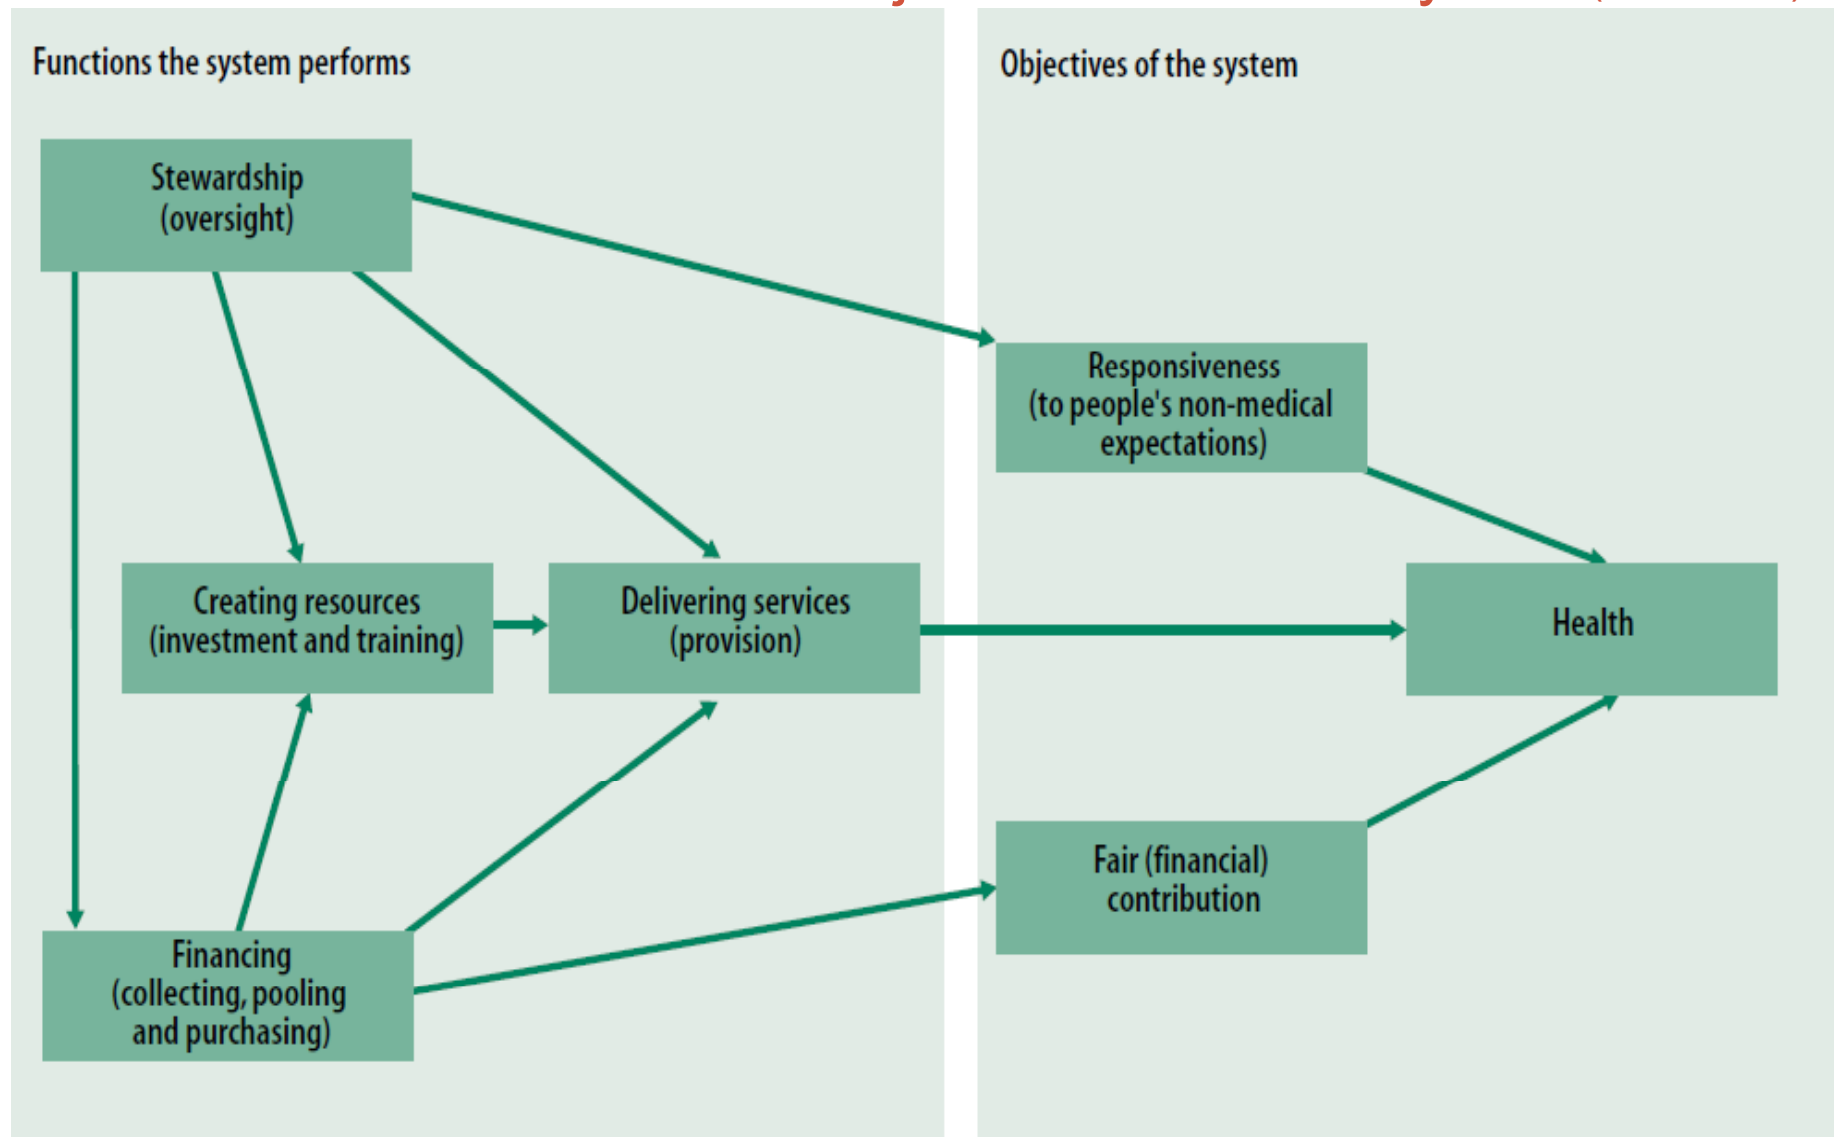 Functions the system performs
Objectives of the system
Stewardship
(oversight)
Responsiveness
(to people's non-medical
expectations)
Creating resources
(investment and training)
Delivering services
(provision)
Health
Fair (financial)
contribution
Financing
(collecting, pooling
and purchasing)